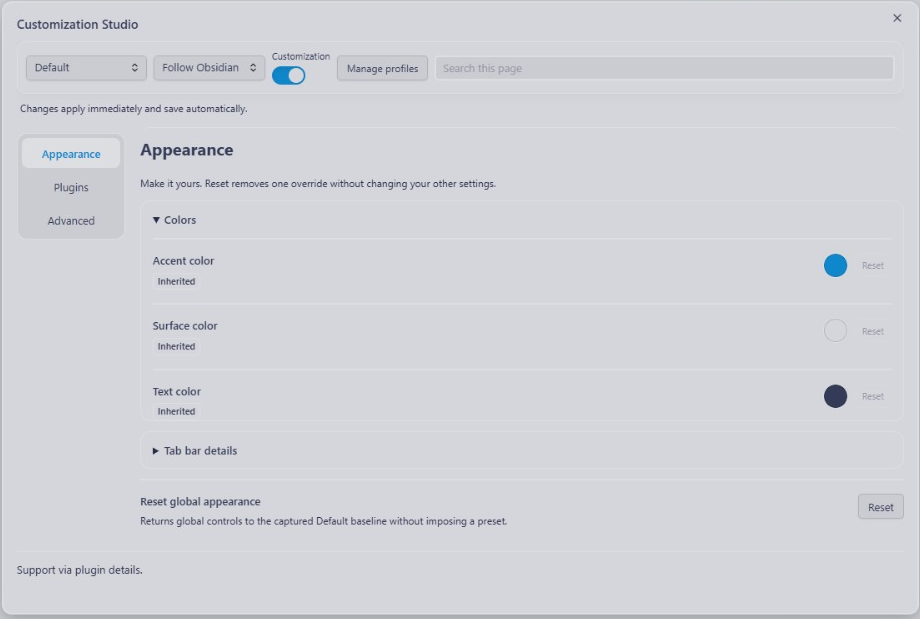 Customization Studio
Default
Follow Obsidian
Customization
Manage profiles
Search this page
Changes apply immediately and save automatically.
Appearance
Plugins
Advanced
Appearance
Make it yours. Reset removes one override without changing your other settings.
Colors
Accent color
Inherited
Reset
Surface color
Inherited
Reset
Text color
Inherited
Reset
Tab bar details
Reset global appearance
Returns global controls to the captured Default baseline without imposing a preset.
Reset
Support via plugin details.